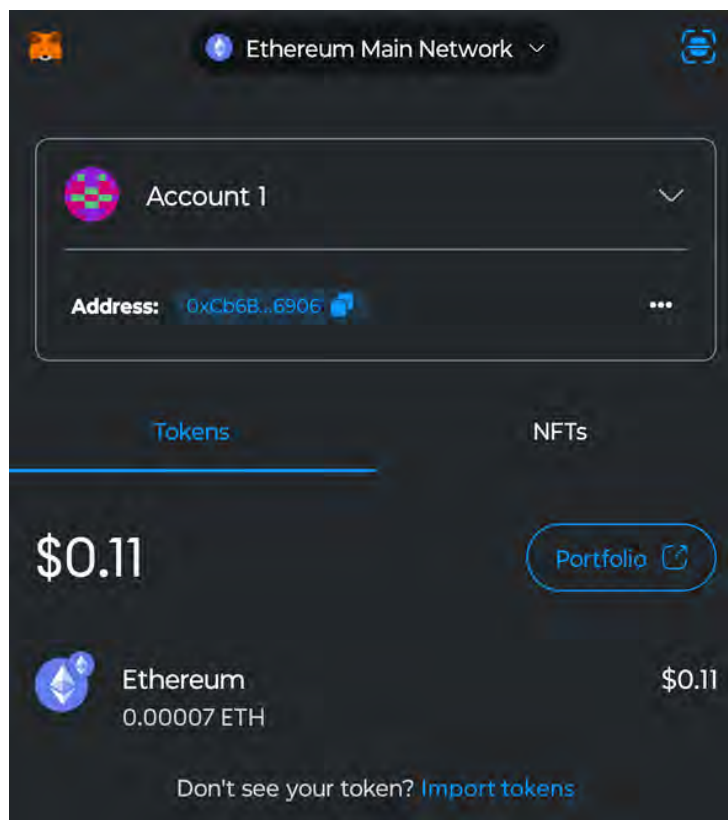 Ethereum Main Network
Account 1
Address: 0xCb6B...6906
Tokens NFTs
$0.11 Portfolio
Ethereum $0.11
0.00007 ETH
Don't see your token? Import tokens